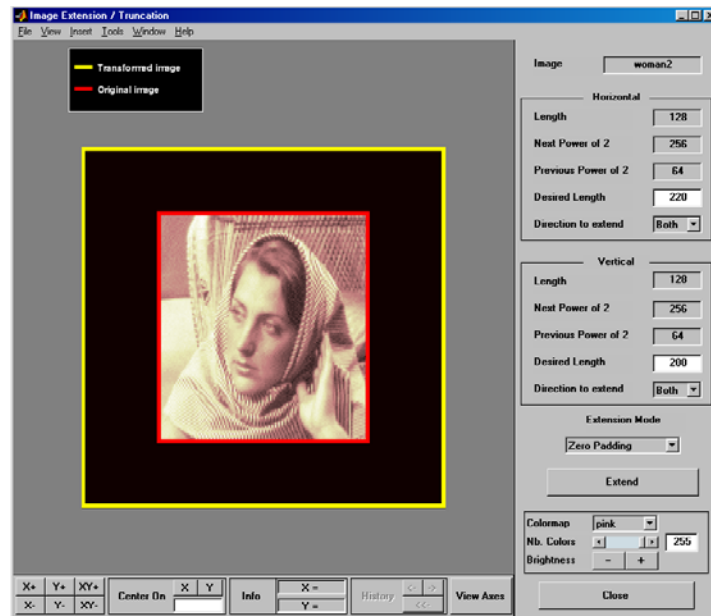 Image Extension / Truncation
File View Insert Tools Window Help
Transformed image
Original image
Image woman2
Horizontal
Length 128
Next Power of 2 256
Previous Power of 2 64
Desired Length 220
Direction to extend Both
Vertical
Length 128
Next Power of 2 256
Previous Power of 2 64
Desired Length 200
Direction to extend Both
Extension Mode
Zero Padding
Extend
Colormap pink
Nb. Colors 255
Brightness - +
Close
X+ Y+ XY+
X- Y- XY-
Center On X Y
Info X =
Y =
History <- ->
<<-
View Axes